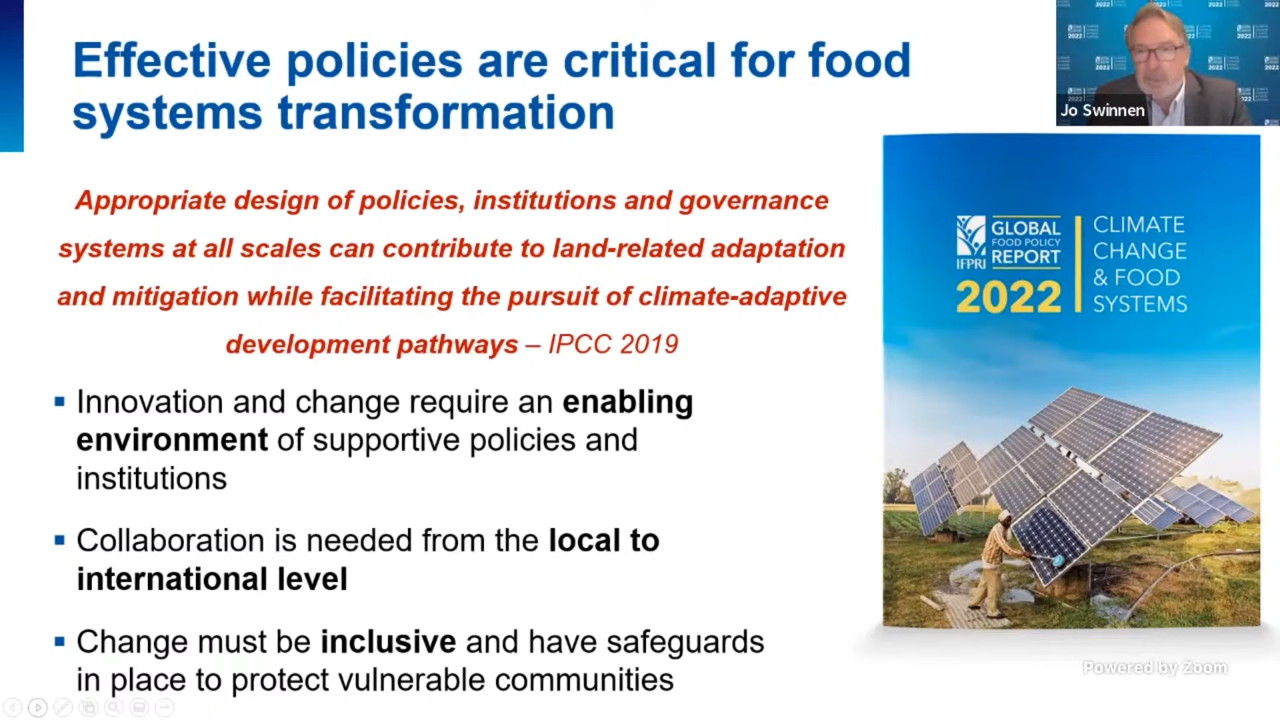 Effective policies are critical for food
systems transformation
Appropriate design of policies, institutions and governance
systems at all scales can contribute to land-related adaptation
and mitigation while facilitating the pursuit of climate-adaptive
development pathways – IPCC 2019
▪ Innovation and change require an enabling
environment of supportive policies and
institutions
▪ Collaboration is needed from the local to
international level
▪ Change must be inclusive and have safeguards
in place to protect vulnerable communities
Jo Swinnen
IFPRI
GLOBAL
FOOD POLICY
REPORT
2022
CLIMATE
CHANGE
& FOOD
SYSTEMS
Powered by Zoom